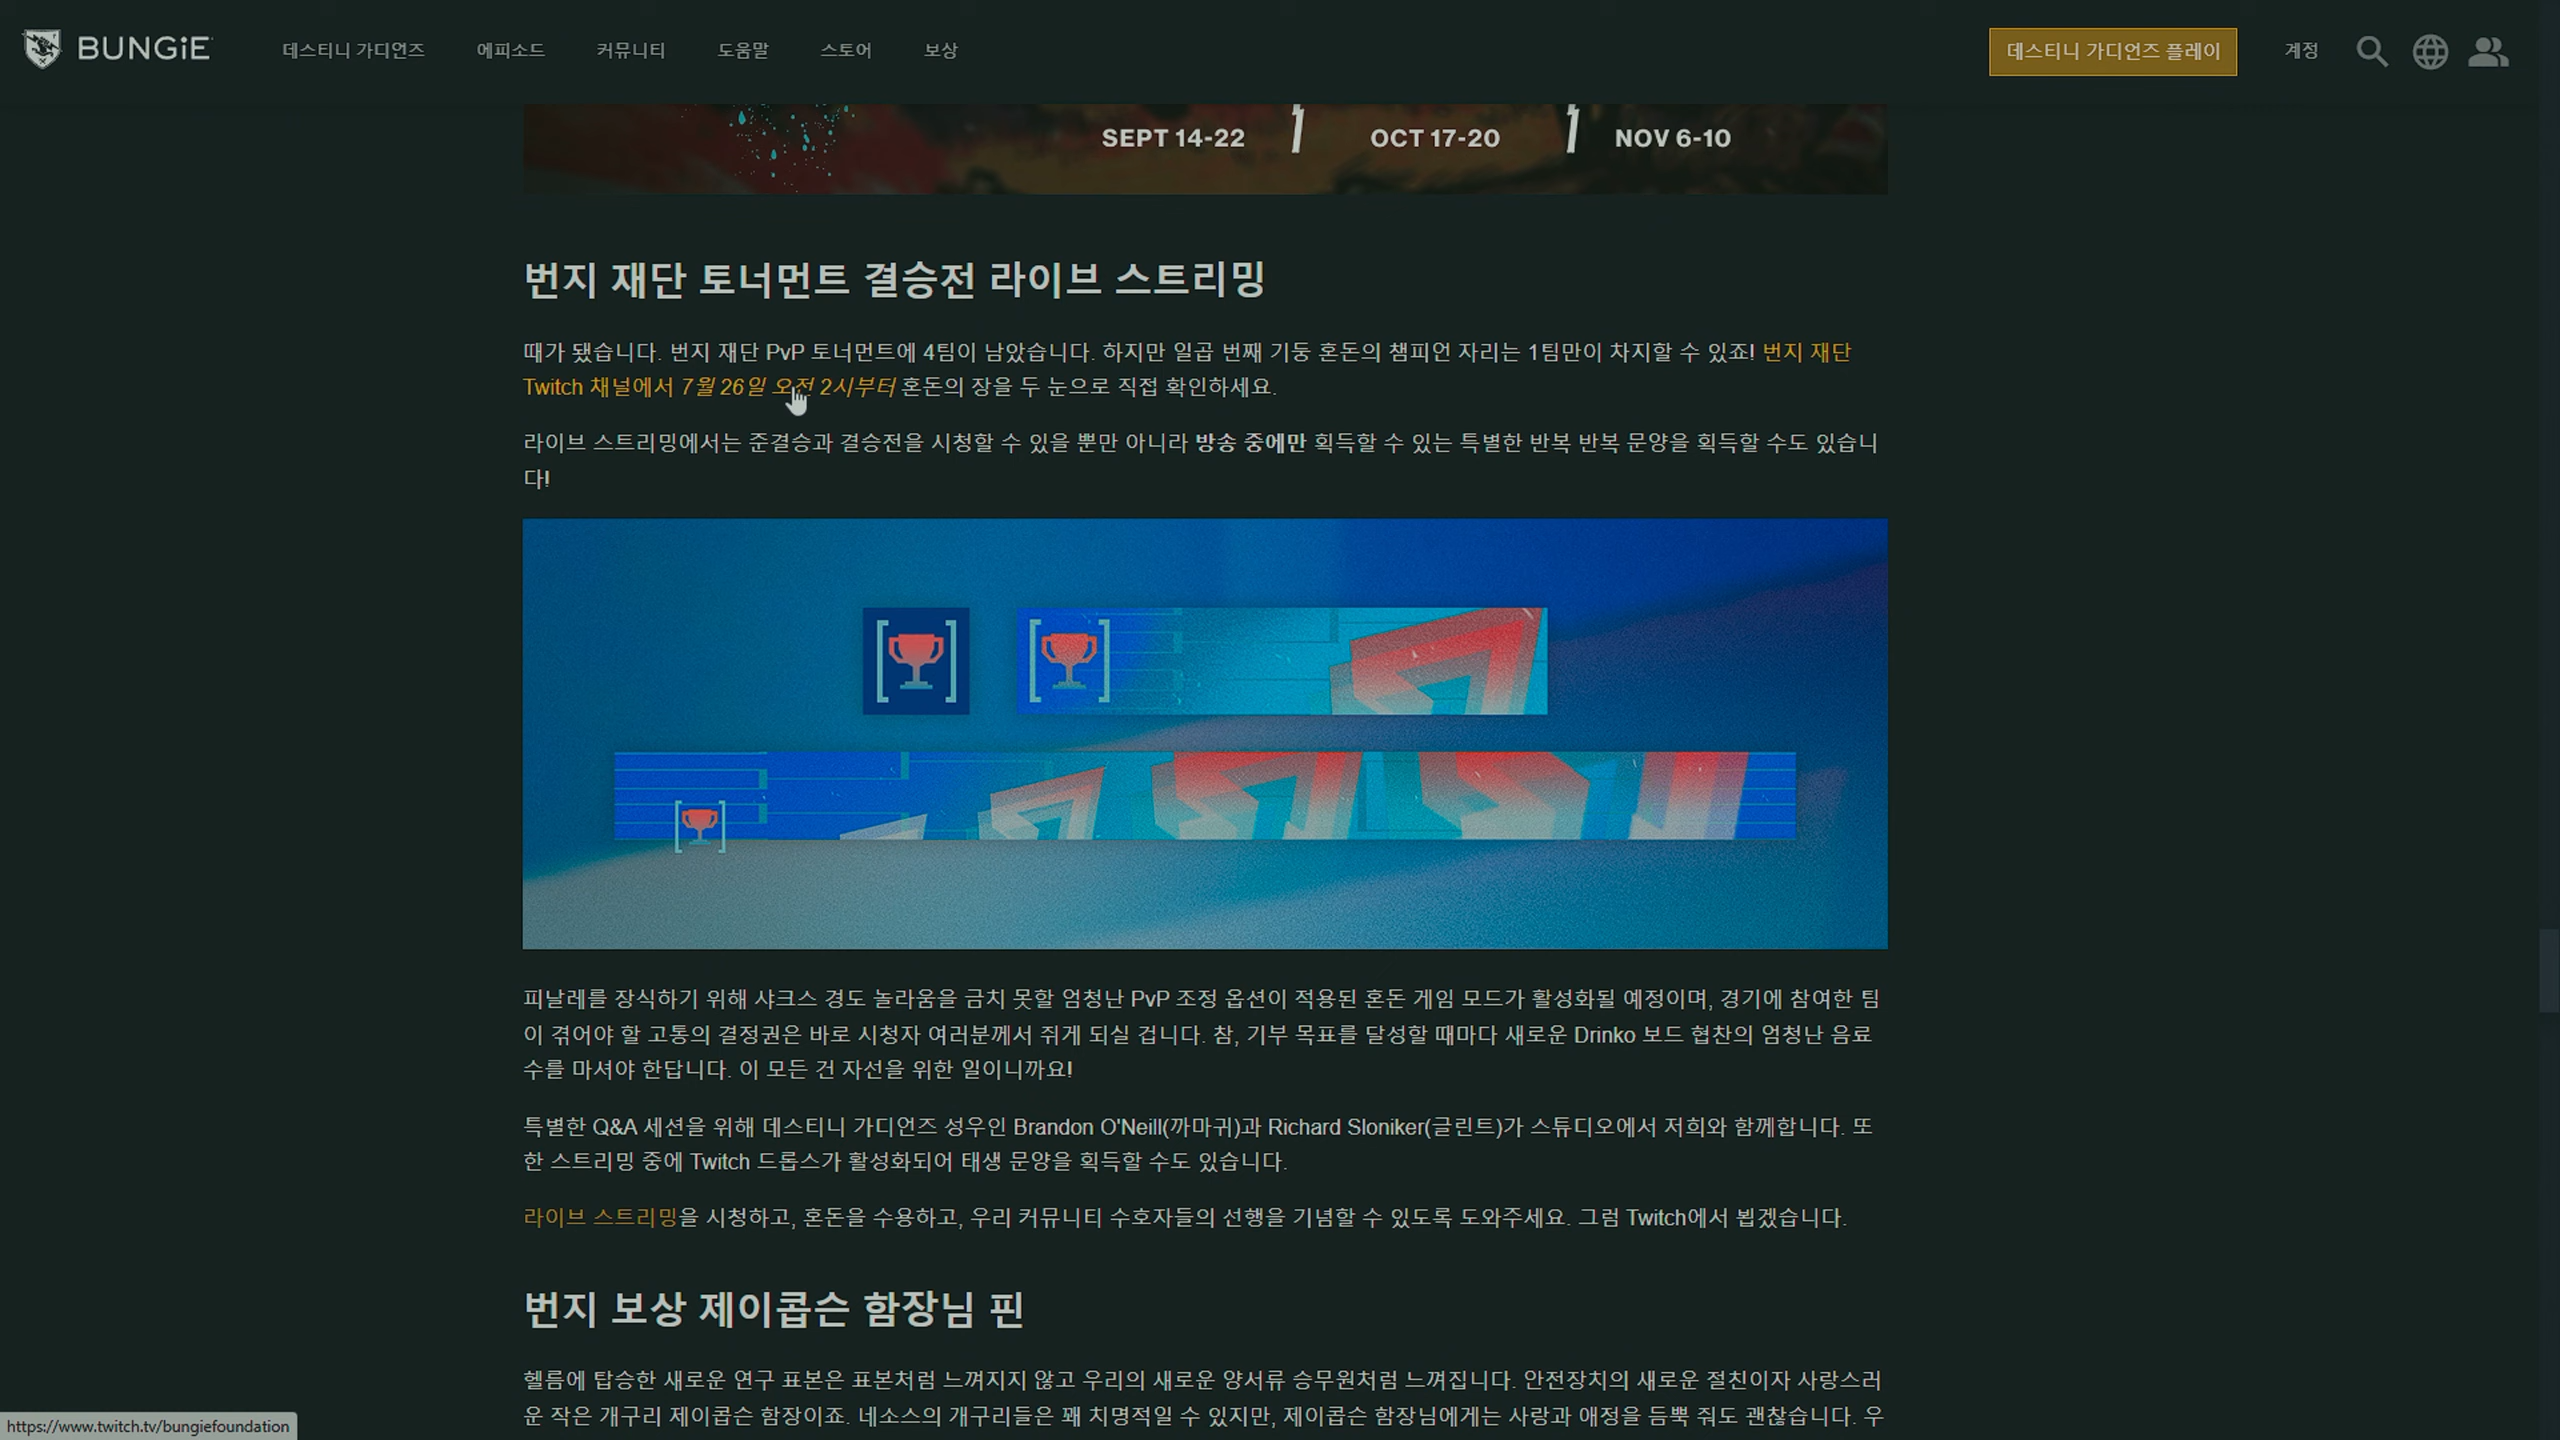 BUNGiE 데스티니 가디언즈 에피소드 커뮤니티 도움말 스토어 보상 데스티니 가디언즈 플레이 계정
SEPT 14-22 OCT 17-20 NOV 6-10
번지 재단 토너먼트 결승전 라이브 스트리밍
때가 됐습니다. 번지 재단 PvP 토너먼트에 4팀이 남았습니다. 하지만 일곱 번째 기둥 혼돈의 챔피언 자리는 1팀만이 차지할 수 있죠! 번지 재단
Twitch 채널에서 7월 26일 오전 2시부터 혼돈의 장을 두 눈으로 직접 확인하세요.
라이브 스트리밍에서는 준결승과 결승전을 시청할 수 있을 뿐만 아니라 방송 중에만 획득할 수 있는 특별한 반복 반복 문양을 획득할 수도 있습니
다!
피날레를 장식하기 위해 샤크스 경도 놀라움을 금치 못할 엄청난 PvP 조정 옵션이 적용된 혼돈 게임 모드가 활성화될 예정이며, 경기에 참여한 팀
이 겪어야 할 고통의 결정권은 바로 시청자 여러분께서 쥐게 되실 겁니다. 참, 기부 목표를 달성할 때마다 새로운 Drinko 보드 협찬의 엄청난 음료
수를 마셔야 한답니다. 이 모든 건 자선을 위한 일이니까요!
특별한 Q&A 세션을 위해 데스티니 가디언즈 성우인 Brandon O'Neill(까마귀)과 Richard Sloniker(글린트)가 스튜디오에서 저희와 함께합니다. 또
한 스트리밍 중에 Twitch 드롭스가 활성화되어 태생 문양을 획득할 수도 있습니다.
라이브 스트리밍을 시청하고, 혼돈을 수용하고, 우리 커뮤니티 수호자들의 선행을 기념할 수 있도록 도와주세요. 그럼 Twitch에서 뵙겠습니다.
번지 보상 제이콥슨 함장님 핀
헬름에 탑승한 새로운 연구 표본은 표본처럼 느껴지지 않고 우리의 새로운 양서류 승무원처럼 느껴집니다. 안전장치의 새로운 절친이자 사랑스러
운 작은 개구리 제이콥슨 함장이죠. 네소스의 개구리들은 꽤 치명적일 수 있지만, 제이콥슨 함장님에게는 사랑과 애정을 듬뿍 줘도 괜찮습니다. 우
https://www.twitch.tv/bungiefoundation